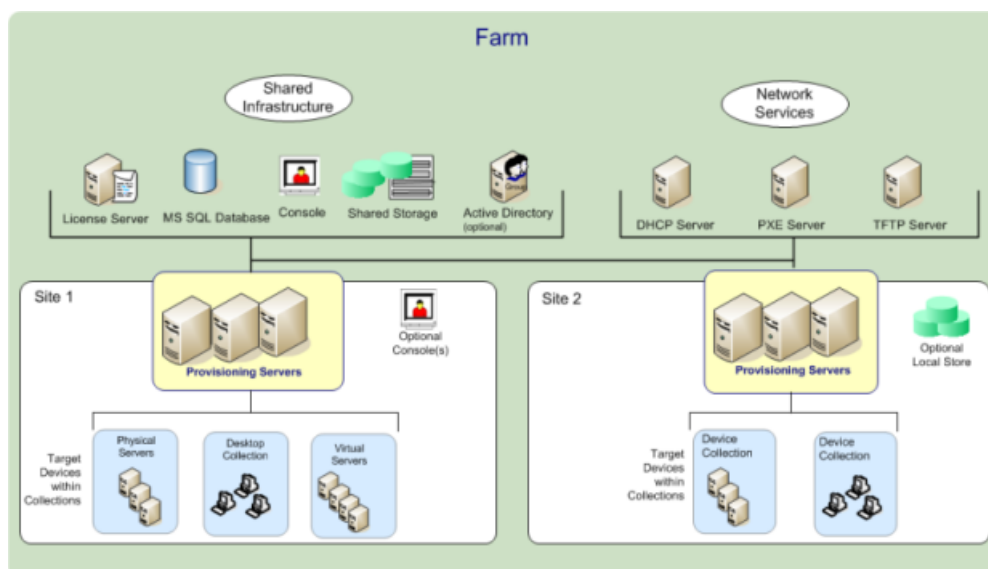 Farm
Shared
Infrastructure
Network
Services
License Server
MS SQL Database
Console
Shared Storage
Group
Active Directory
(optional)
DHCP Server
PXE Server
TFTP Server
Site 1
Provisioning Servers
Optional
Console(s)
Target
Devices
within
Collections
Physical
Servers
Desktop
Collection
Virtual
Servers
Site 2
Provisioning Servers
Optional
Local Store
Target
Devices
within
Collections
Device
Collection
Device
Collection